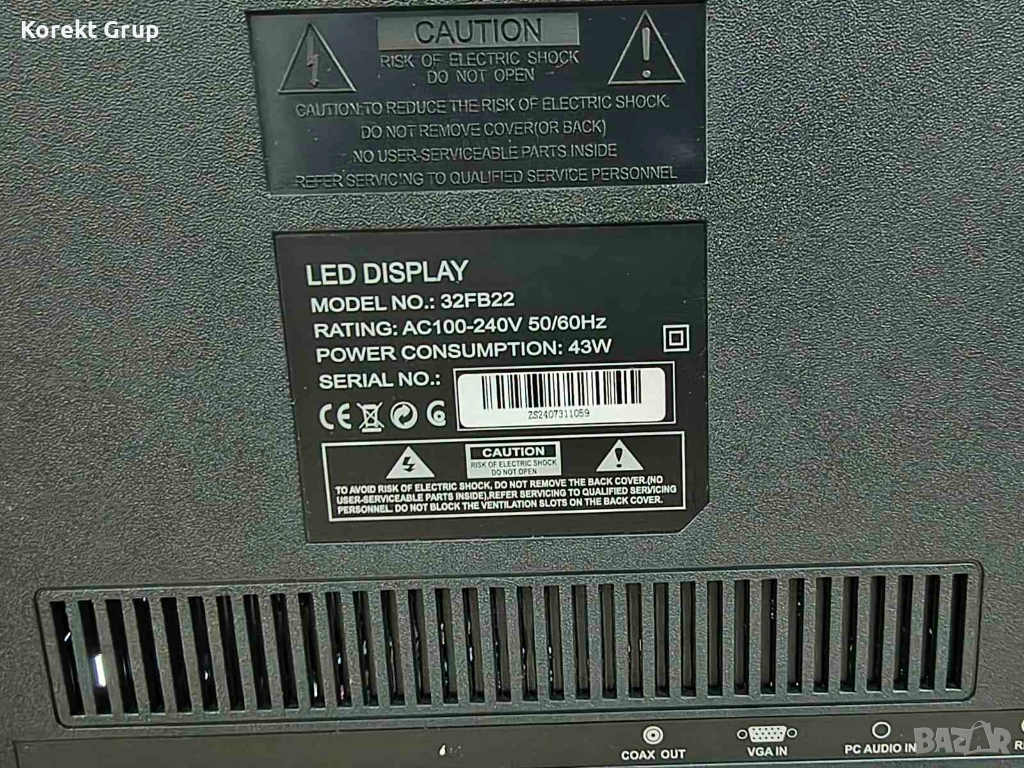 Korekt Grup
CAUTION
RISK OF ELECTRIC SHOCK
DO NOT OPEN
CAUTION:TO REDUCE THE RISK OF ELECTRIC SHOCK.
DO NOT REMOVE COVER(OR BACK)
NO USER-SERVICEABLE PARTS INSIDE
REFER SERVICING TO QUALIFIED SERVICE PERSONNEL
LED DISPLAY
MODEL NO.: 32FB22
RATING: AC100-240V 50/60Hz
POWER CONSUMPTION: 43W
SERIAL NO.:
ZS2407311059
CE
CAUTION
RISK OF ELECTRIC SHOCK
DO NOT OPEN
TO AVOID RISK OF ELECTRIC SHOCK, DO NOT REMOVE THE BACK COVER.(NO
USER-SERVICEABLE PARTS INSIDE),REFER SERVICING TO QUALIFIED SERVICING
PERSONNEL. DO NOT BLOCK THE VENTILATION SLOTS ON THE BACK COVER.
COAX OUT
VGA IN
PC AUDIO IN
BAZAR